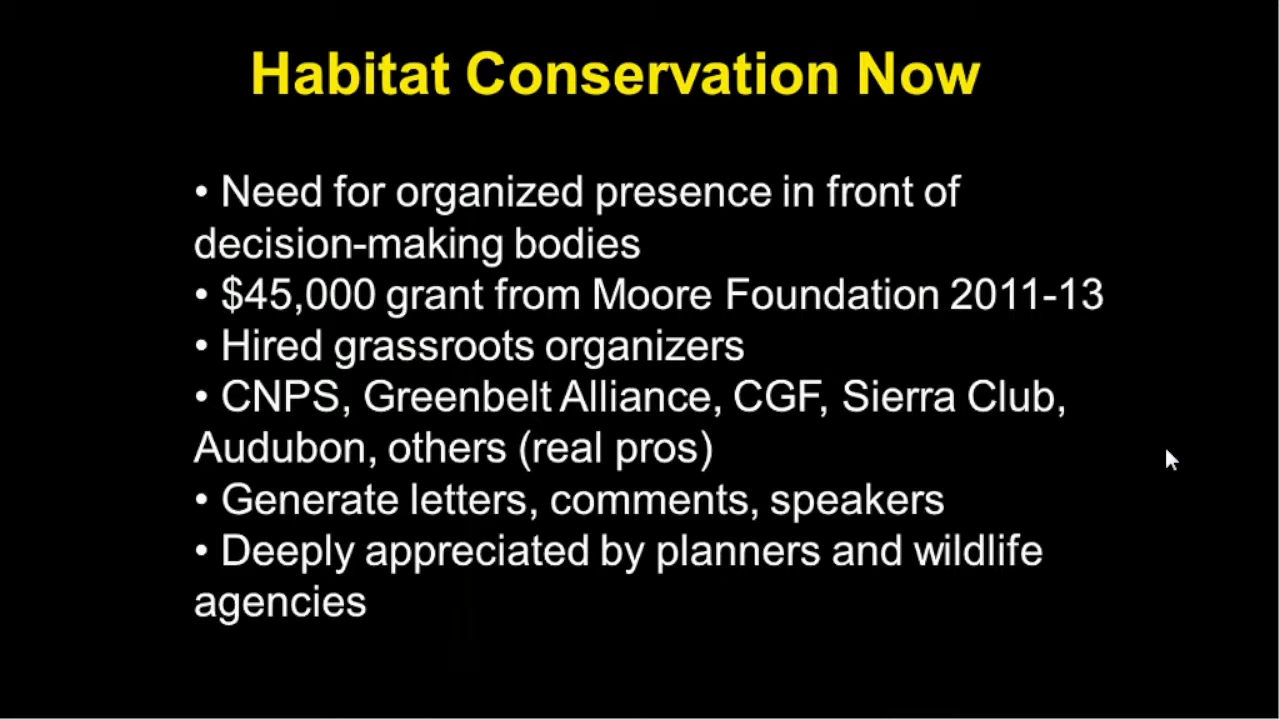 Habitat Conservation Now
• Need for organized presence in front of
decision-making bodies
• $45,000 grant from Moore Foundation 2011-13
• Hired grassroots organizers
• CNPS, Greenbelt Alliance, CGF, Sierra Club,
Audubon, others (real pros)
• Generate letters, comments, speakers
• Deeply appreciated by planners and wildlife
agencies